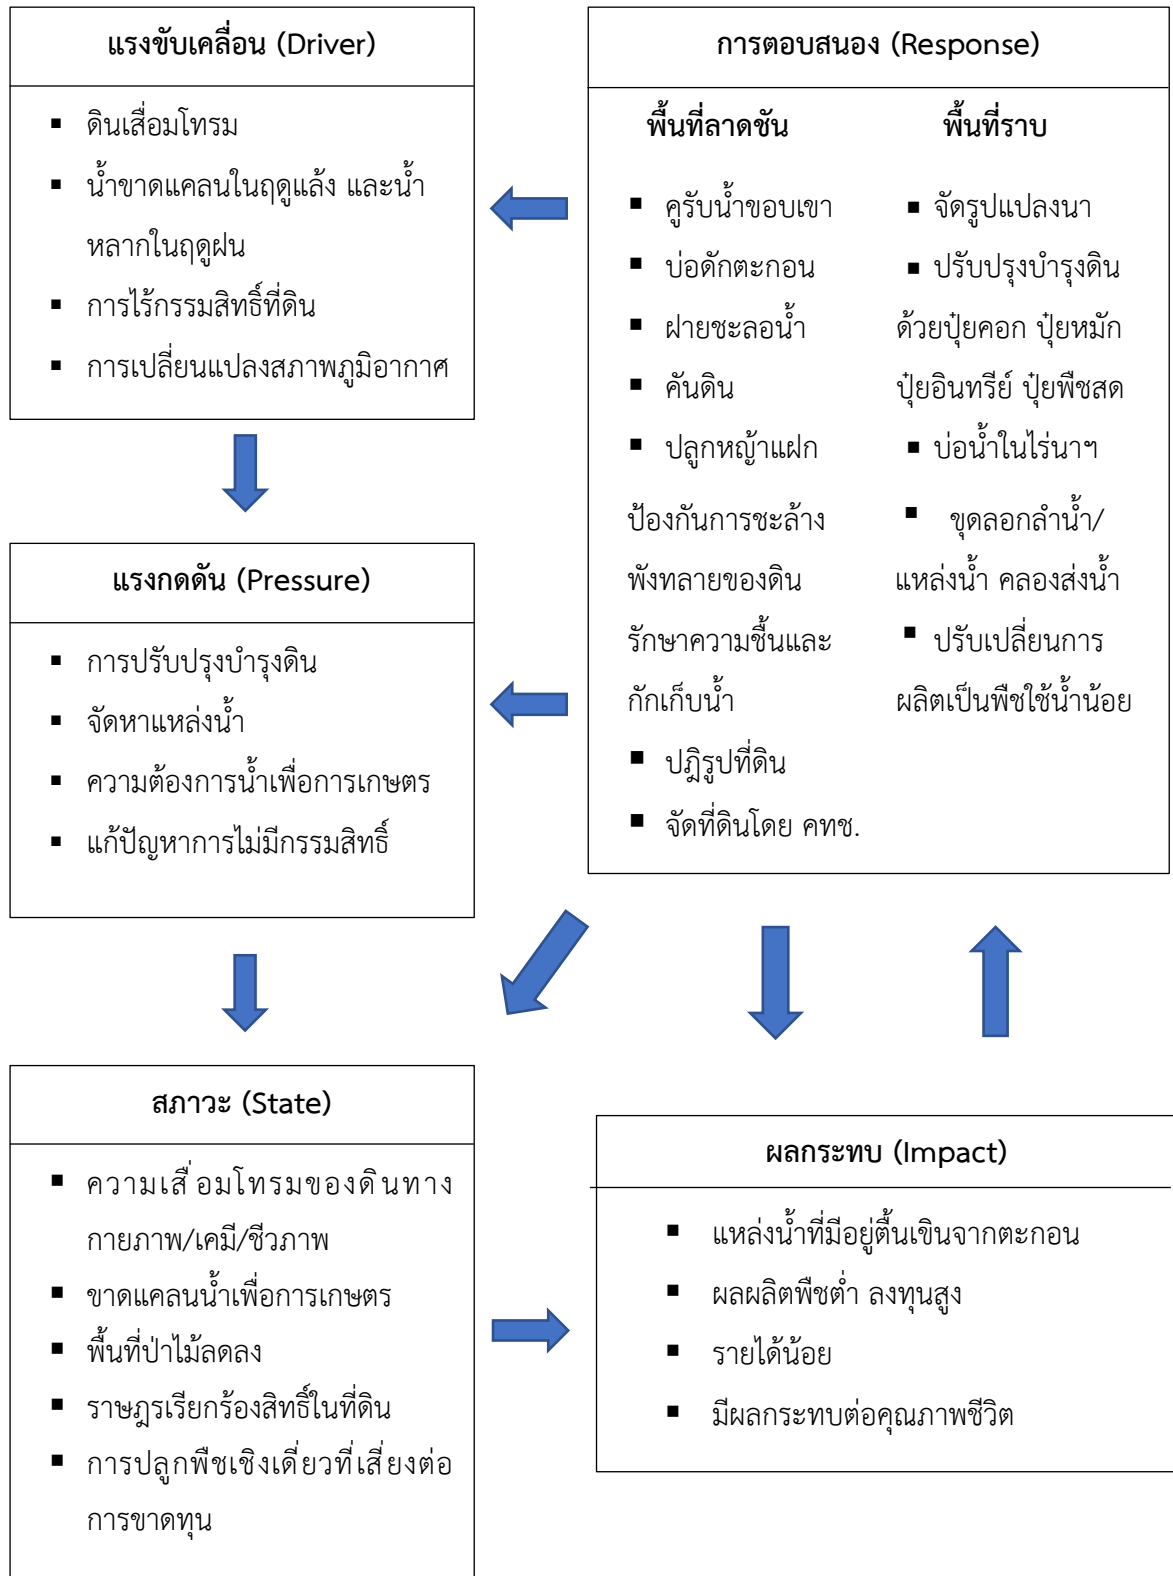 แรงขับเคลื่อน (Driver)
▪ ดินเสื่อมโทรม
▪ น้ำขาดแคลนในฤดูแล้ง และน้ำ
หลากในฤดูฝน
▪ การไร้กรรมสิทธิ์ที่ดิน
▪ การเปลี่ยนแปลงสภาพภูมิอากาศ
แรงกดดัน (Pressure)
▪ การปรับปรุงบำรุงดิน
▪ จัดหาแหล่งน้ำ
▪ ความต้องการน้ำเพื่อการเกษตร
▪ แก้ปัญหาการไม่มีกรรมสิทธิ์
สภาวะ (State)
▪ ความเสื่อมโทรมของดินทาง
กายภาพ/เคมี/ชีวภาพ
▪ ขาดแคลนน้ำเพื่อการเกษตร
▪ พื้นที่ป่าไม้ลดลง
▪ ราษฎรเรียกร้องสิทธิ์ในที่ดิน
▪ การปลูกพืชเชิงเดี่ยวที่เสี่ยงต่อ
การขาดทุน
การตอบสนอง (Response)
พื้นที่ลาดชัน
▪ คูรับน้ำขอบเขา
▪ บ่อดักตะกอน
▪ ฝายชะลอน้ำ
▪ คันดิน
▪ ปลูกหญ้าแฝก
ป้องกันการชะล้าง
พังทลายของดิน
รักษาความชื้นและ
กักเก็บน้ำ
▪ ปฎิรูปที่ดิน
▪ จัดที่ดินโดย คทช.
พื้นที่ราบ
▪ จัดรูปแปลงนา
▪ ปรับปรุงบำรุงดิน
ด้วยปุ๋ยคอก ปุ๋ยหมัก
ปุ๋ยอินทรีย์ ปุ๋ยพืชสด
▪ บ่อน้ำในไร่นาฯ
▪ ขุดลอกลำน้ำ/
แหล่งน้ำ คลองส่งน้ำ
▪ ปรับเปลี่ยนการ
ผลิตเป็นพืชใช้น้ำน้อย
ผลกระทบ (Impact)
▪ แหล่งน้ำที่มีอยู่ตื้นเขินจากตะกอน
▪ ผลผลิตพืชต่ำ ลงทุนสูง
▪ รายได้น้อย
▪ มีผลกระทบต่อคุณภาพชีวิต